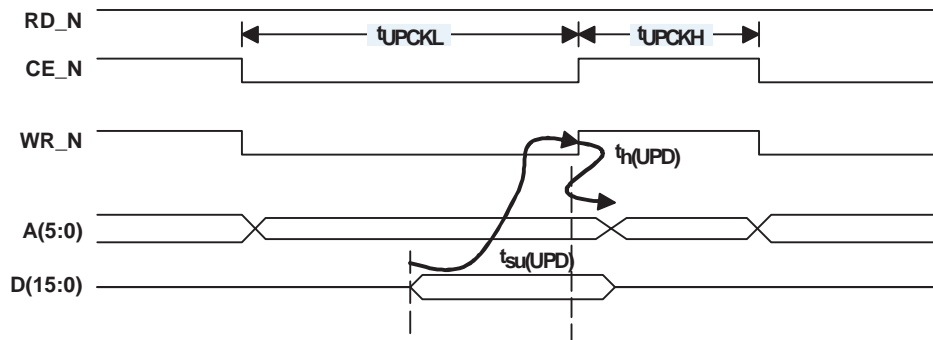 RD_N
tUPCKL tUPCKH
CE_N
WR_N
th(UPD)
A(5:0)
tsu(UPD)
D(15:0)